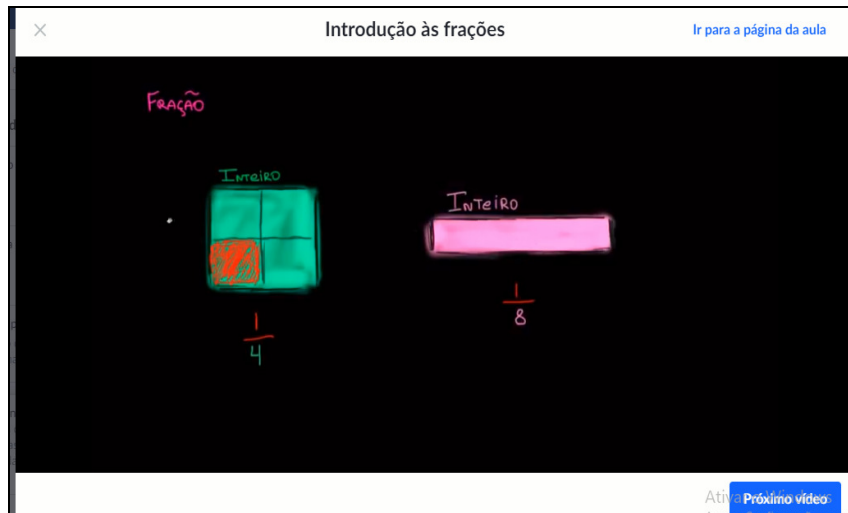 Introdução às frações
Ir para a página da aula
FRAÇÃO
INTEIRO
INTEIRO
1
4
1
8
Próximo vídeo